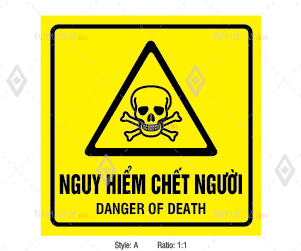 NGUY HIỂM CHẾT NGƯỜI
DANGER OF DEATH
Style: A Ratio: 1:1